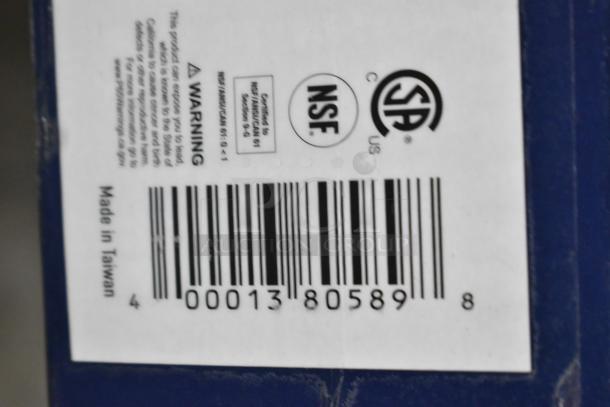 SP®
C US
NSF.
Certified to
NSF/ANSI/CAN 61
Section 9-G
NSF/ANSI/CAN 61: G < 1
⚠ WARNING
This product can expose you to lead,
which is known to the State of
California to cause cancer and birth
defects or other reproductive harm.
For more information go to
www.P65Warnings.ca.gov
Made in Taiwan
4 00013 80589 8
AUCTION GROUP